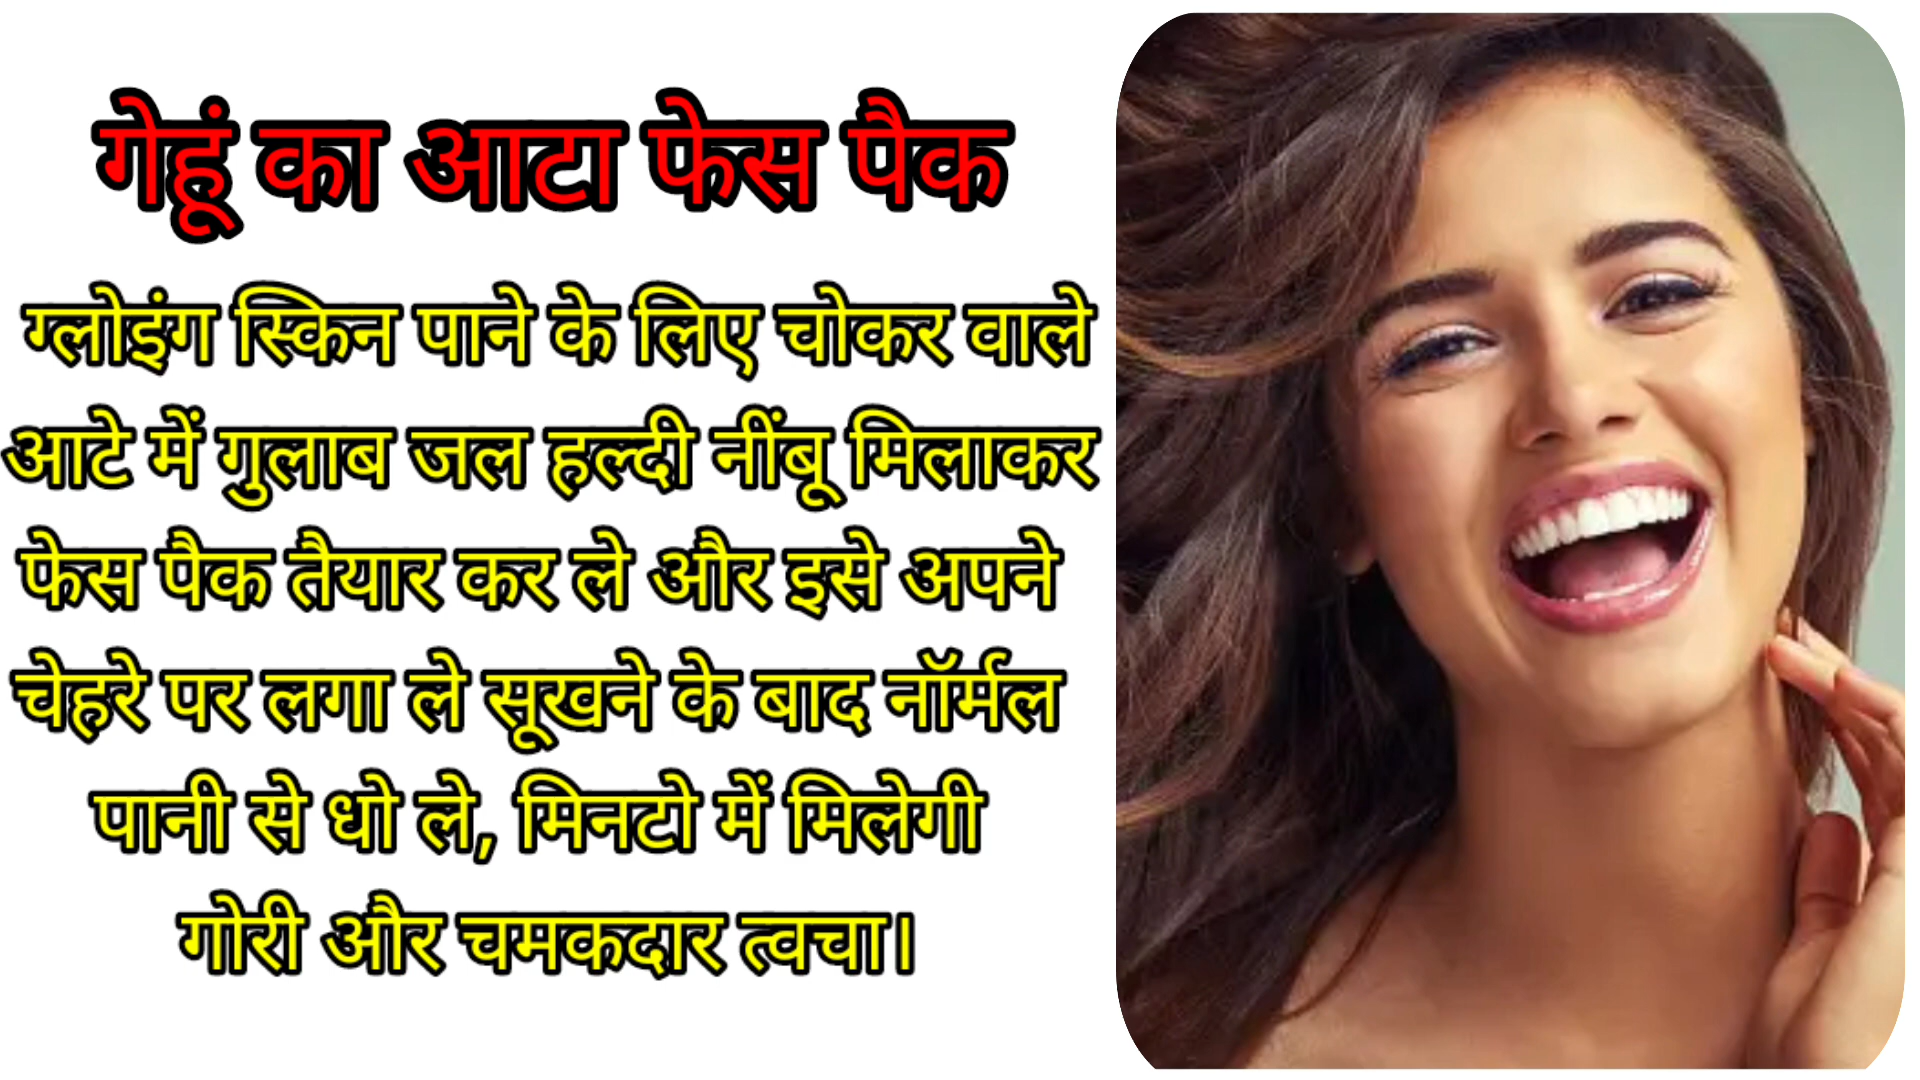 गेहूं का आटा फेस पैक
ग्लोइंग स्किन पाने के लिए चोकर वाले
आटे में गुलाब जल हल्दी नींबू मिलाकर
फेस पैक तैयार कर ले और इसे अपने
चेहरे पर लगा ले सूखने के बाद नॉर्मल
पानी से धो ले, मिनटो में मिलेगी
गोरी और चमकदार त्वचा।